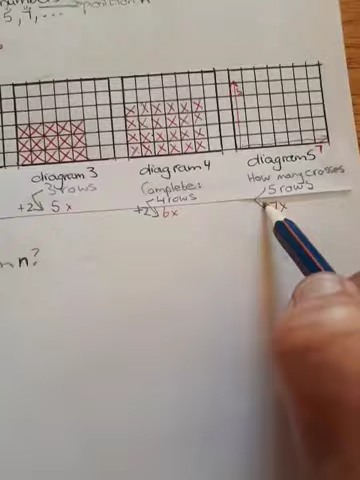 position n
5, 7, ...
diagram 3
3 rows
+2 5 x
diagram 4
Complete
4 rows
+2 6x
diagram 5
How many crosses
5 rows
7x
n?